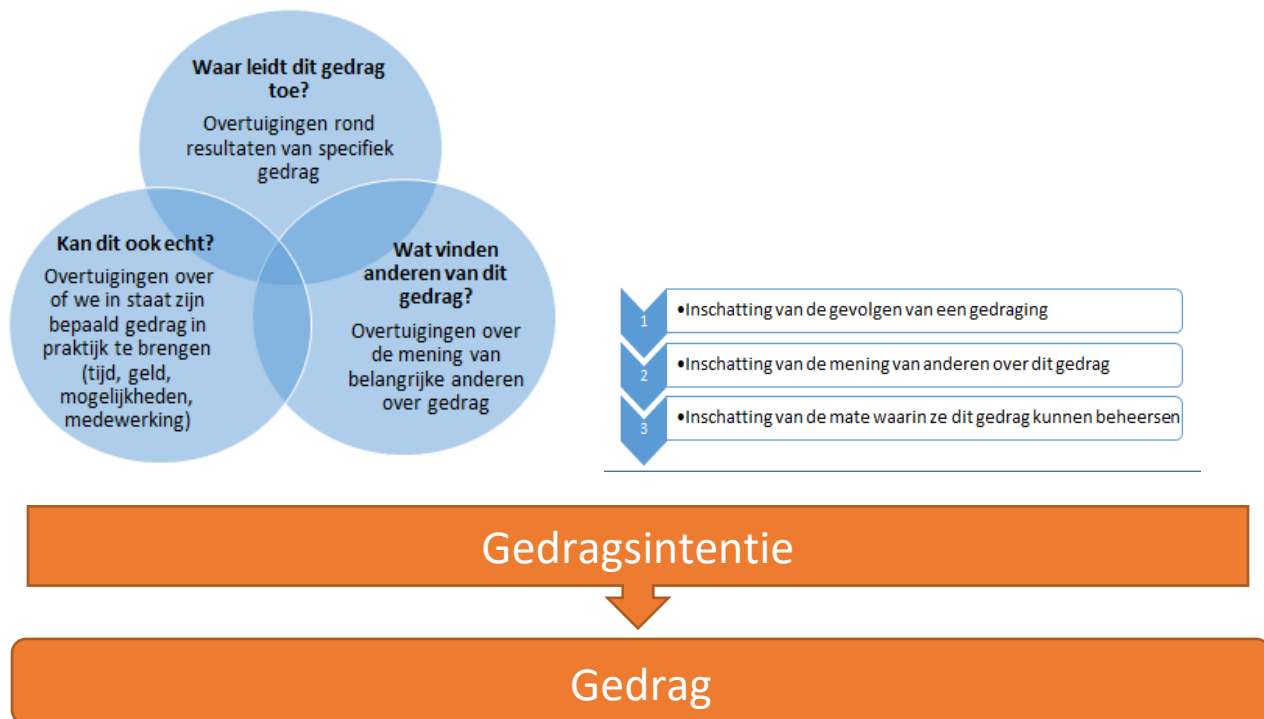 Waar leidt dit gedrag
toe?
Overtuigingen rond
resultaten van specifiek
gedrag
Kan dit ook echt?
Overtuigingen over
of we in staat zijn
bepaald gedrag in
praktijk te brengen
(tijd, geld,
mogelijkheden,
medewerking)
Wat vinden
anderen van dit
gedrag?
Overtuigingen over
de mening van
belangrijke anderen
over gedrag
1
•Inschatting van de gevolgen van een gedraging
2
•Inschatting van de mening van anderen over dit gedrag
3
•Inschatting van de mate waarin ze dit gedrag kunnen beheersen
Gedragsintentie
Gedrag